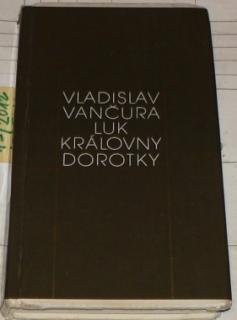 VLADISLAV
VANČURA
LUK
KRÁLOVNY
DOROTKY